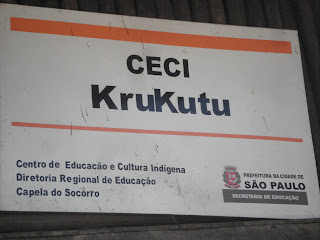 CECI
KruKutu
Centro de Educacão e Cultura Indígena
Diretoria Regional de Educação
Capela do Socorro
PREFEITURA DA CIDADE DE
SÃO PAULO
SECRETARIA DE EDUCAÇÃO